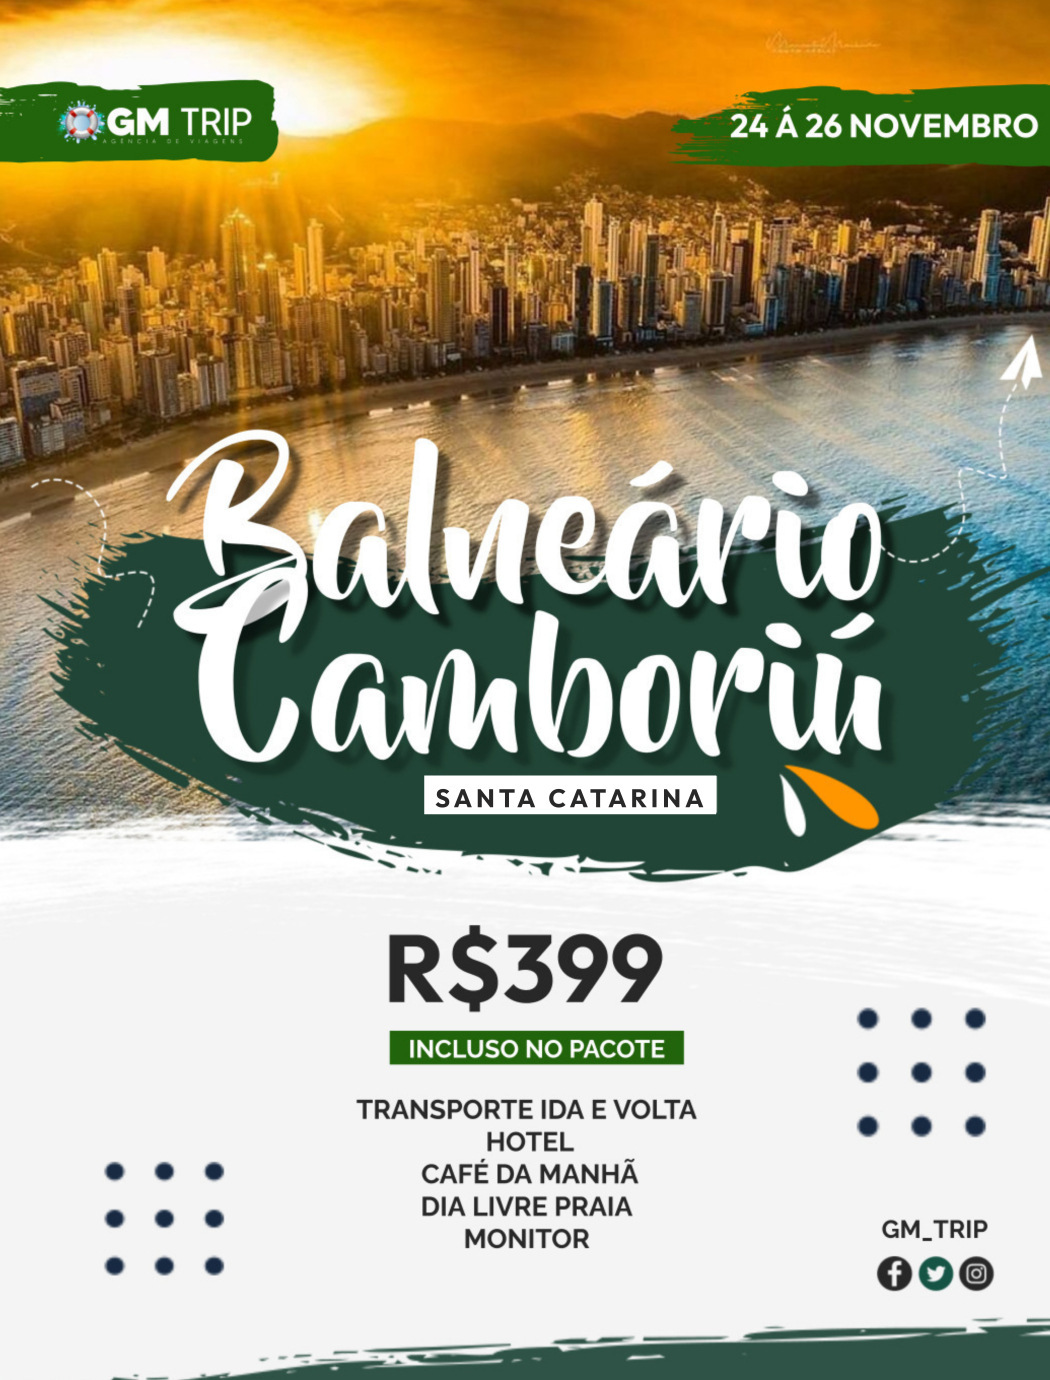 GM TRIP
AGÊNCIA DE VIAGENS
24 Á 26 NOVEMBRO
Balneário
Camboriú
SANTA CATARINA
R$399
INCLUSO NO PACOTE
TRANSPORTE IDA E VOLTA
HOTEL
CAFÉ DA MANHÃ
DIA LIVRE PRAIA
MONITOR
GM_TRIP